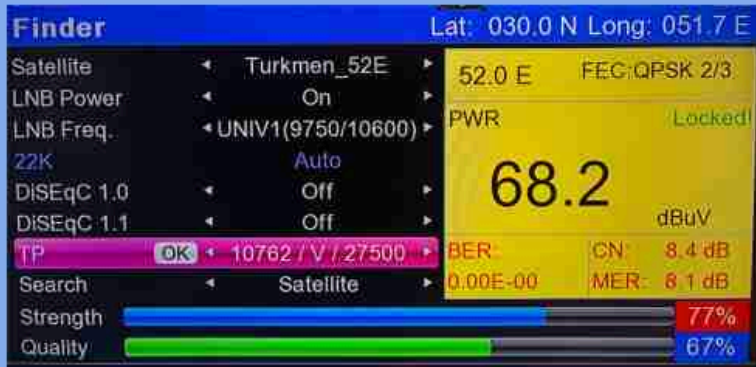 Finder Lat: 030.0 N Long: 051.7 E
Satellite Turkmen_52E
LNB Power On
LNB Freq. UNIV1(9750/10600)
22K Auto
DiSEqC 1.0 Off
DiSEqC 1.1 Off
TP OK 10762 / V / 27500
Search Satellite
52.0 E FEC:QPSK 2/3
PWR Locked!
68.2
dBuV
BER: CN: 8.4 dB
0.00E-00 MER: 8.1 dB
Strength 77%
Quality 67%